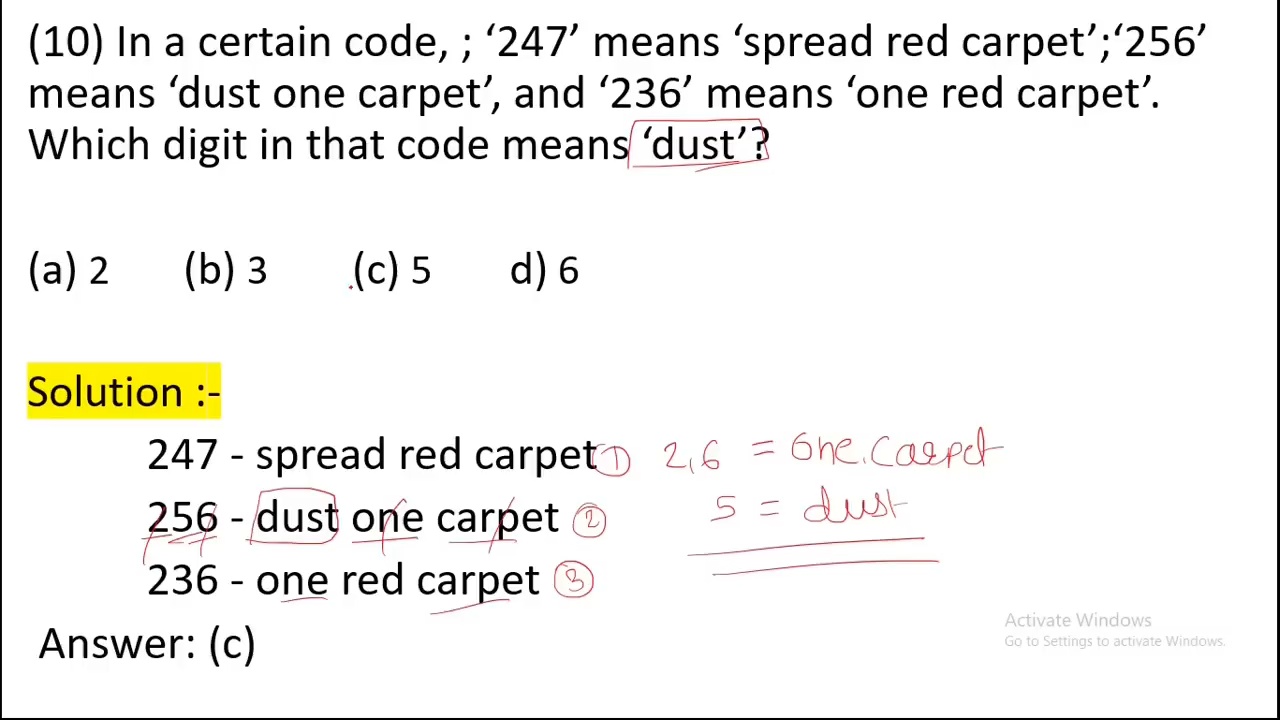 (10) In a certain code, ; ‘247’ means ‘spread red carpet’;‘256’
means ‘dust one carpet’, and ‘236’ means ‘one red carpet’.
Which digit in that code means ‘dust’?
(a) 2 (b) 3 (c) 5 d) 6
Solution :-
247 - spread red carpet 1 2,6 = One.carpet
256 - dust one carpet 2 5 = dust
236 - one red carpet 3
Answer: (c)
Activate Windows
Go to Settings to activate Windows.